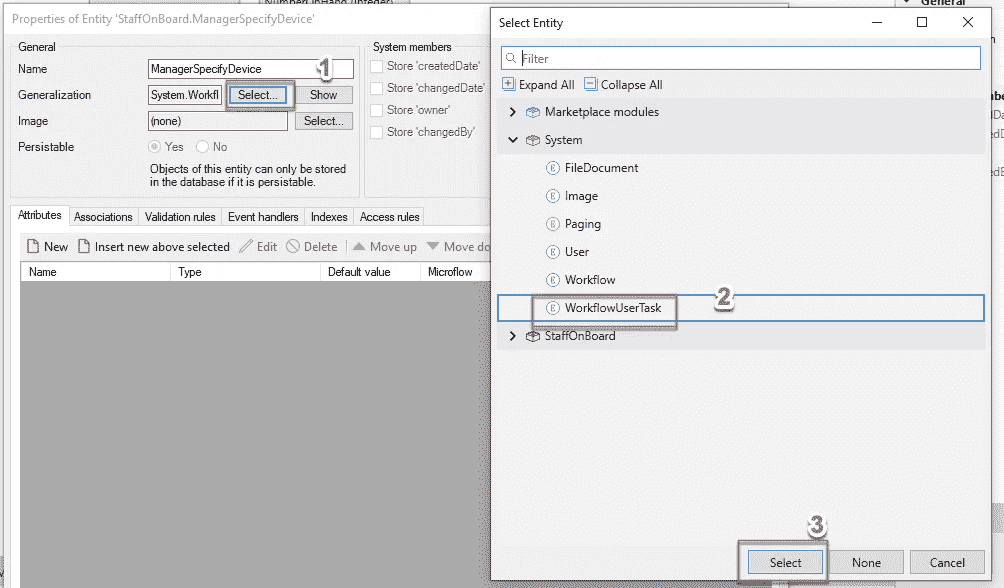 NumberInHand (Integer)
General
Properties of Entity 'StaffOnBoard.ManagerSpecifyDevice'
General
Name
ManagerSpecifyDevice
1
Generalization
System.Workfl
Select...
Show
Image
(none)
Select...
Persistable
Yes
No
Objects of this entity can only be stored
in the database if it is persistable.
System members
Store 'createdDate'
Store 'changedDate'
Store 'owner'
Store 'changedBy'
Attributes
Associations
Validation rules
Event handlers
Indexes
Access rules
New
Insert new above selected
Edit
Delete
Move up
Move do
Name
Type
Default value
Microflow
Select Entity
Filter
Expand All
Collapse All
Marketplace modules
System
FileDocument
Image
Paging
User
Workflow
WorkflowUserTask
2
StaffOnBoard
3
Select
None
Cancel